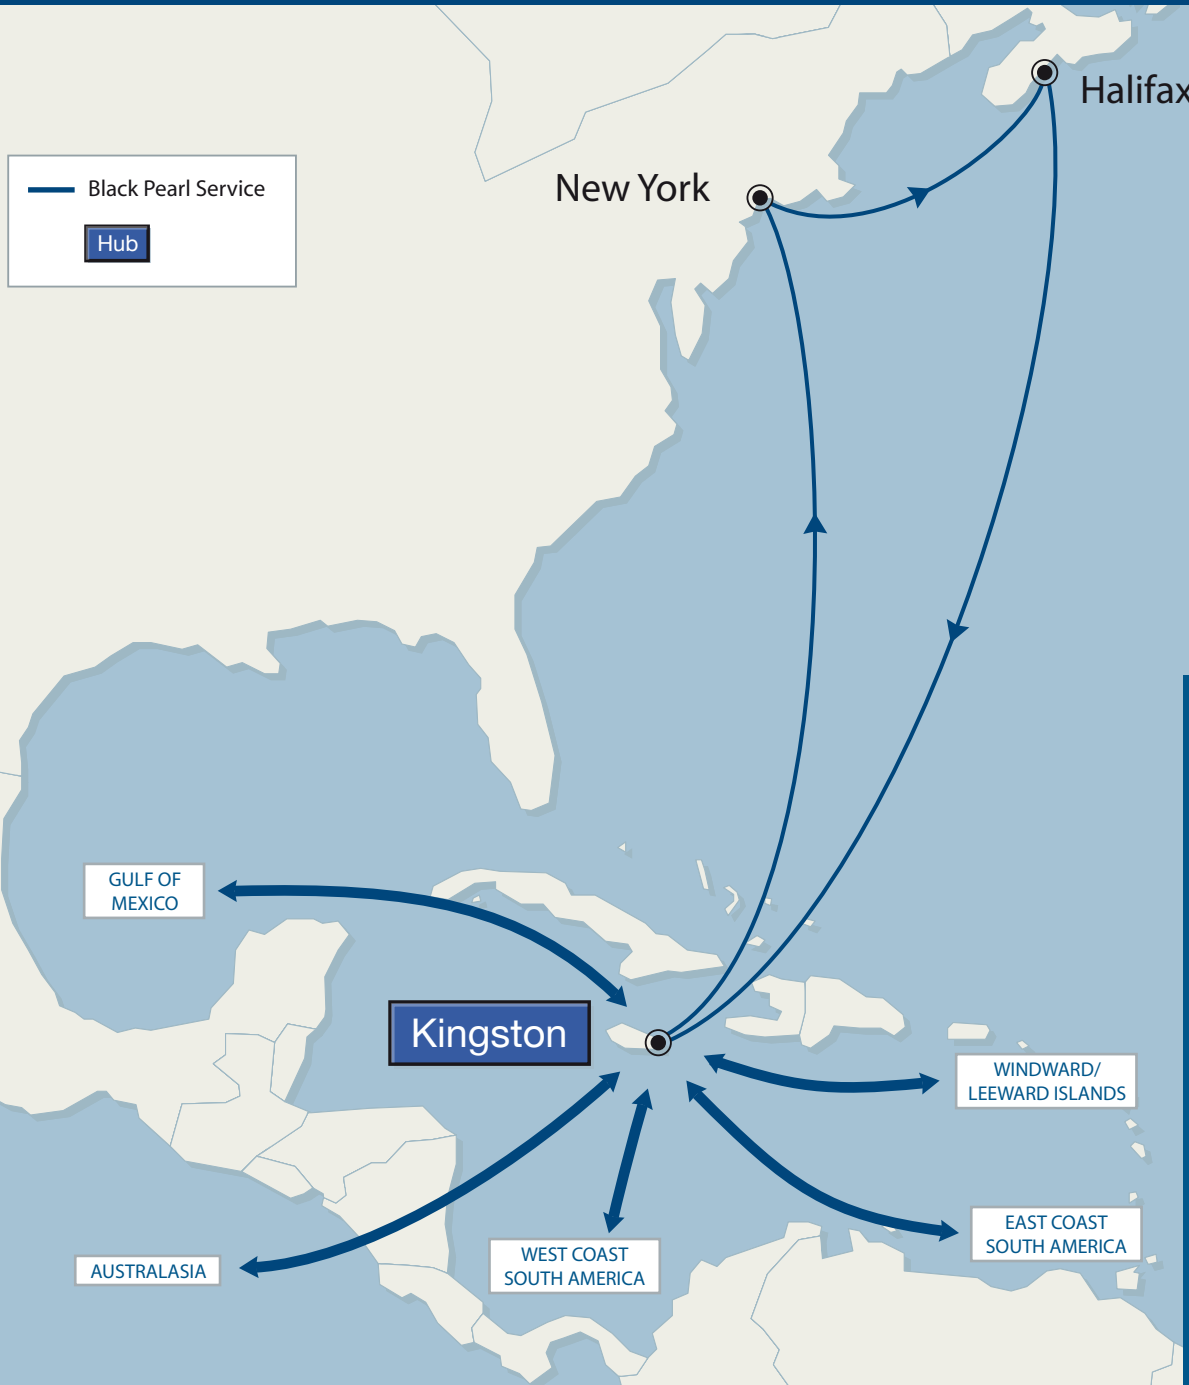 Halifax
New York
Black Pearl Service
Hub
GULF OF
MEXICO
Kingston
WINDWARD/
LEEWARD ISLANDS
EAST COAST
SOUTH AMERICA
WEST COAST
SOUTH AMERICA
AUSTRALASIA